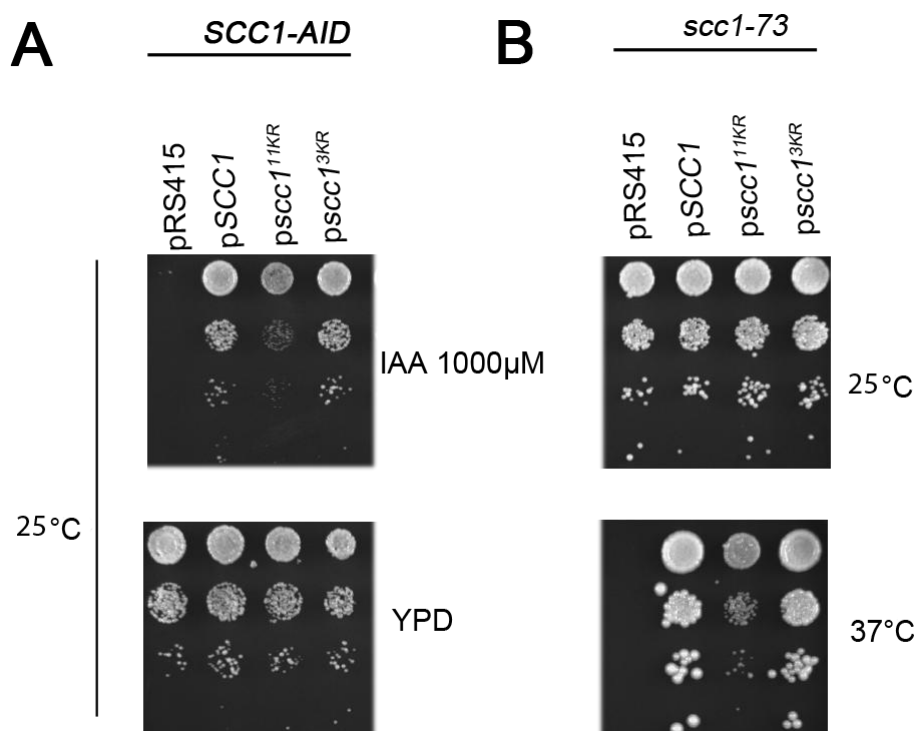 A
SCC1-AID
pRS415
pSCC1
pscc1^11KR
pscc1^3KR
IAA 1000µM
25°C
YPD
B
scc1-73
pRS415
pSCC1
pscc1^11KR
pscc1^3KR
25°C
37°C